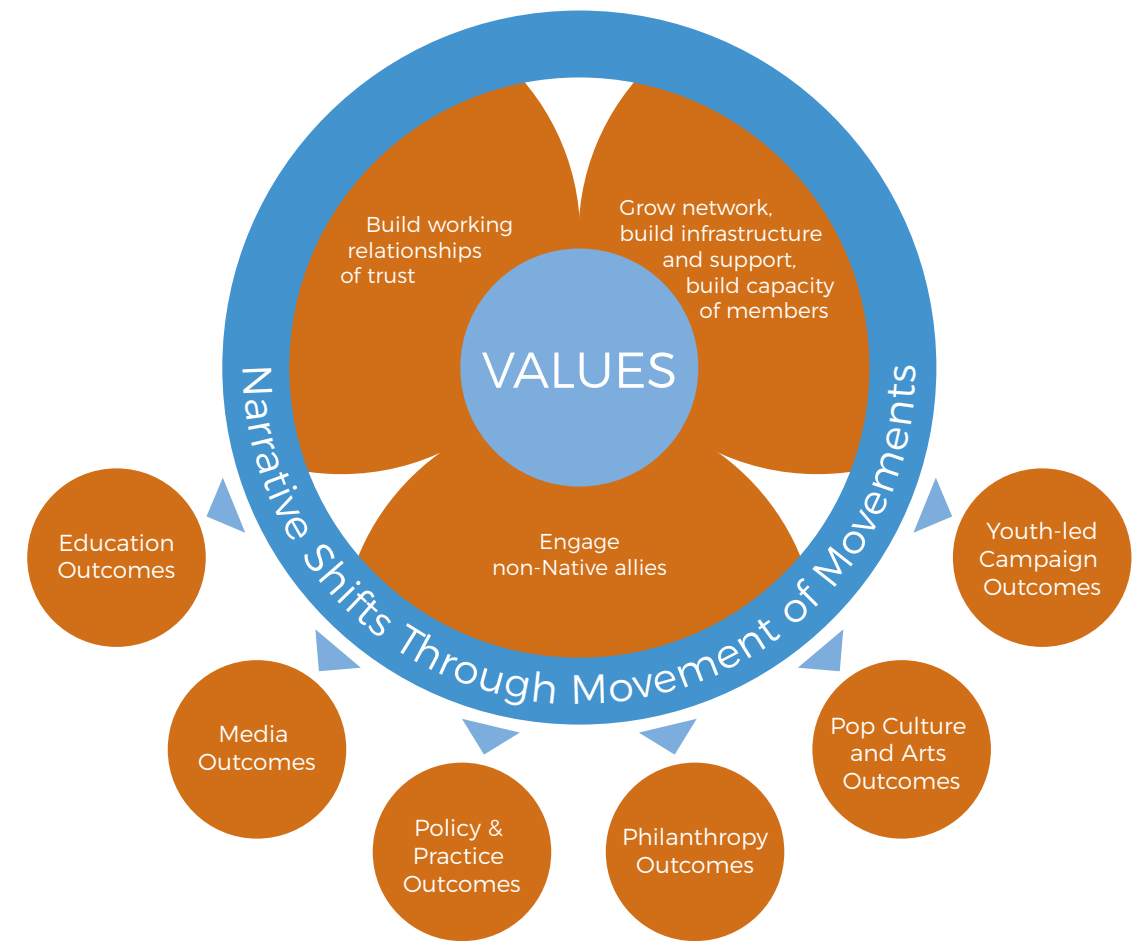 Build working
relationships
of trust
Grow network,
build infrastructure
and support,
build capacity
of members
VALUES
Engage
non-Native allies
Narrative Shifts Through Movement of Movements
Education
Outcomes
Media
Outcomes
Policy &
Practice
Outcomes
Philanthropy
Outcomes
Pop Culture
and Arts
Outcomes
Youth-led
Campaign
Outcomes